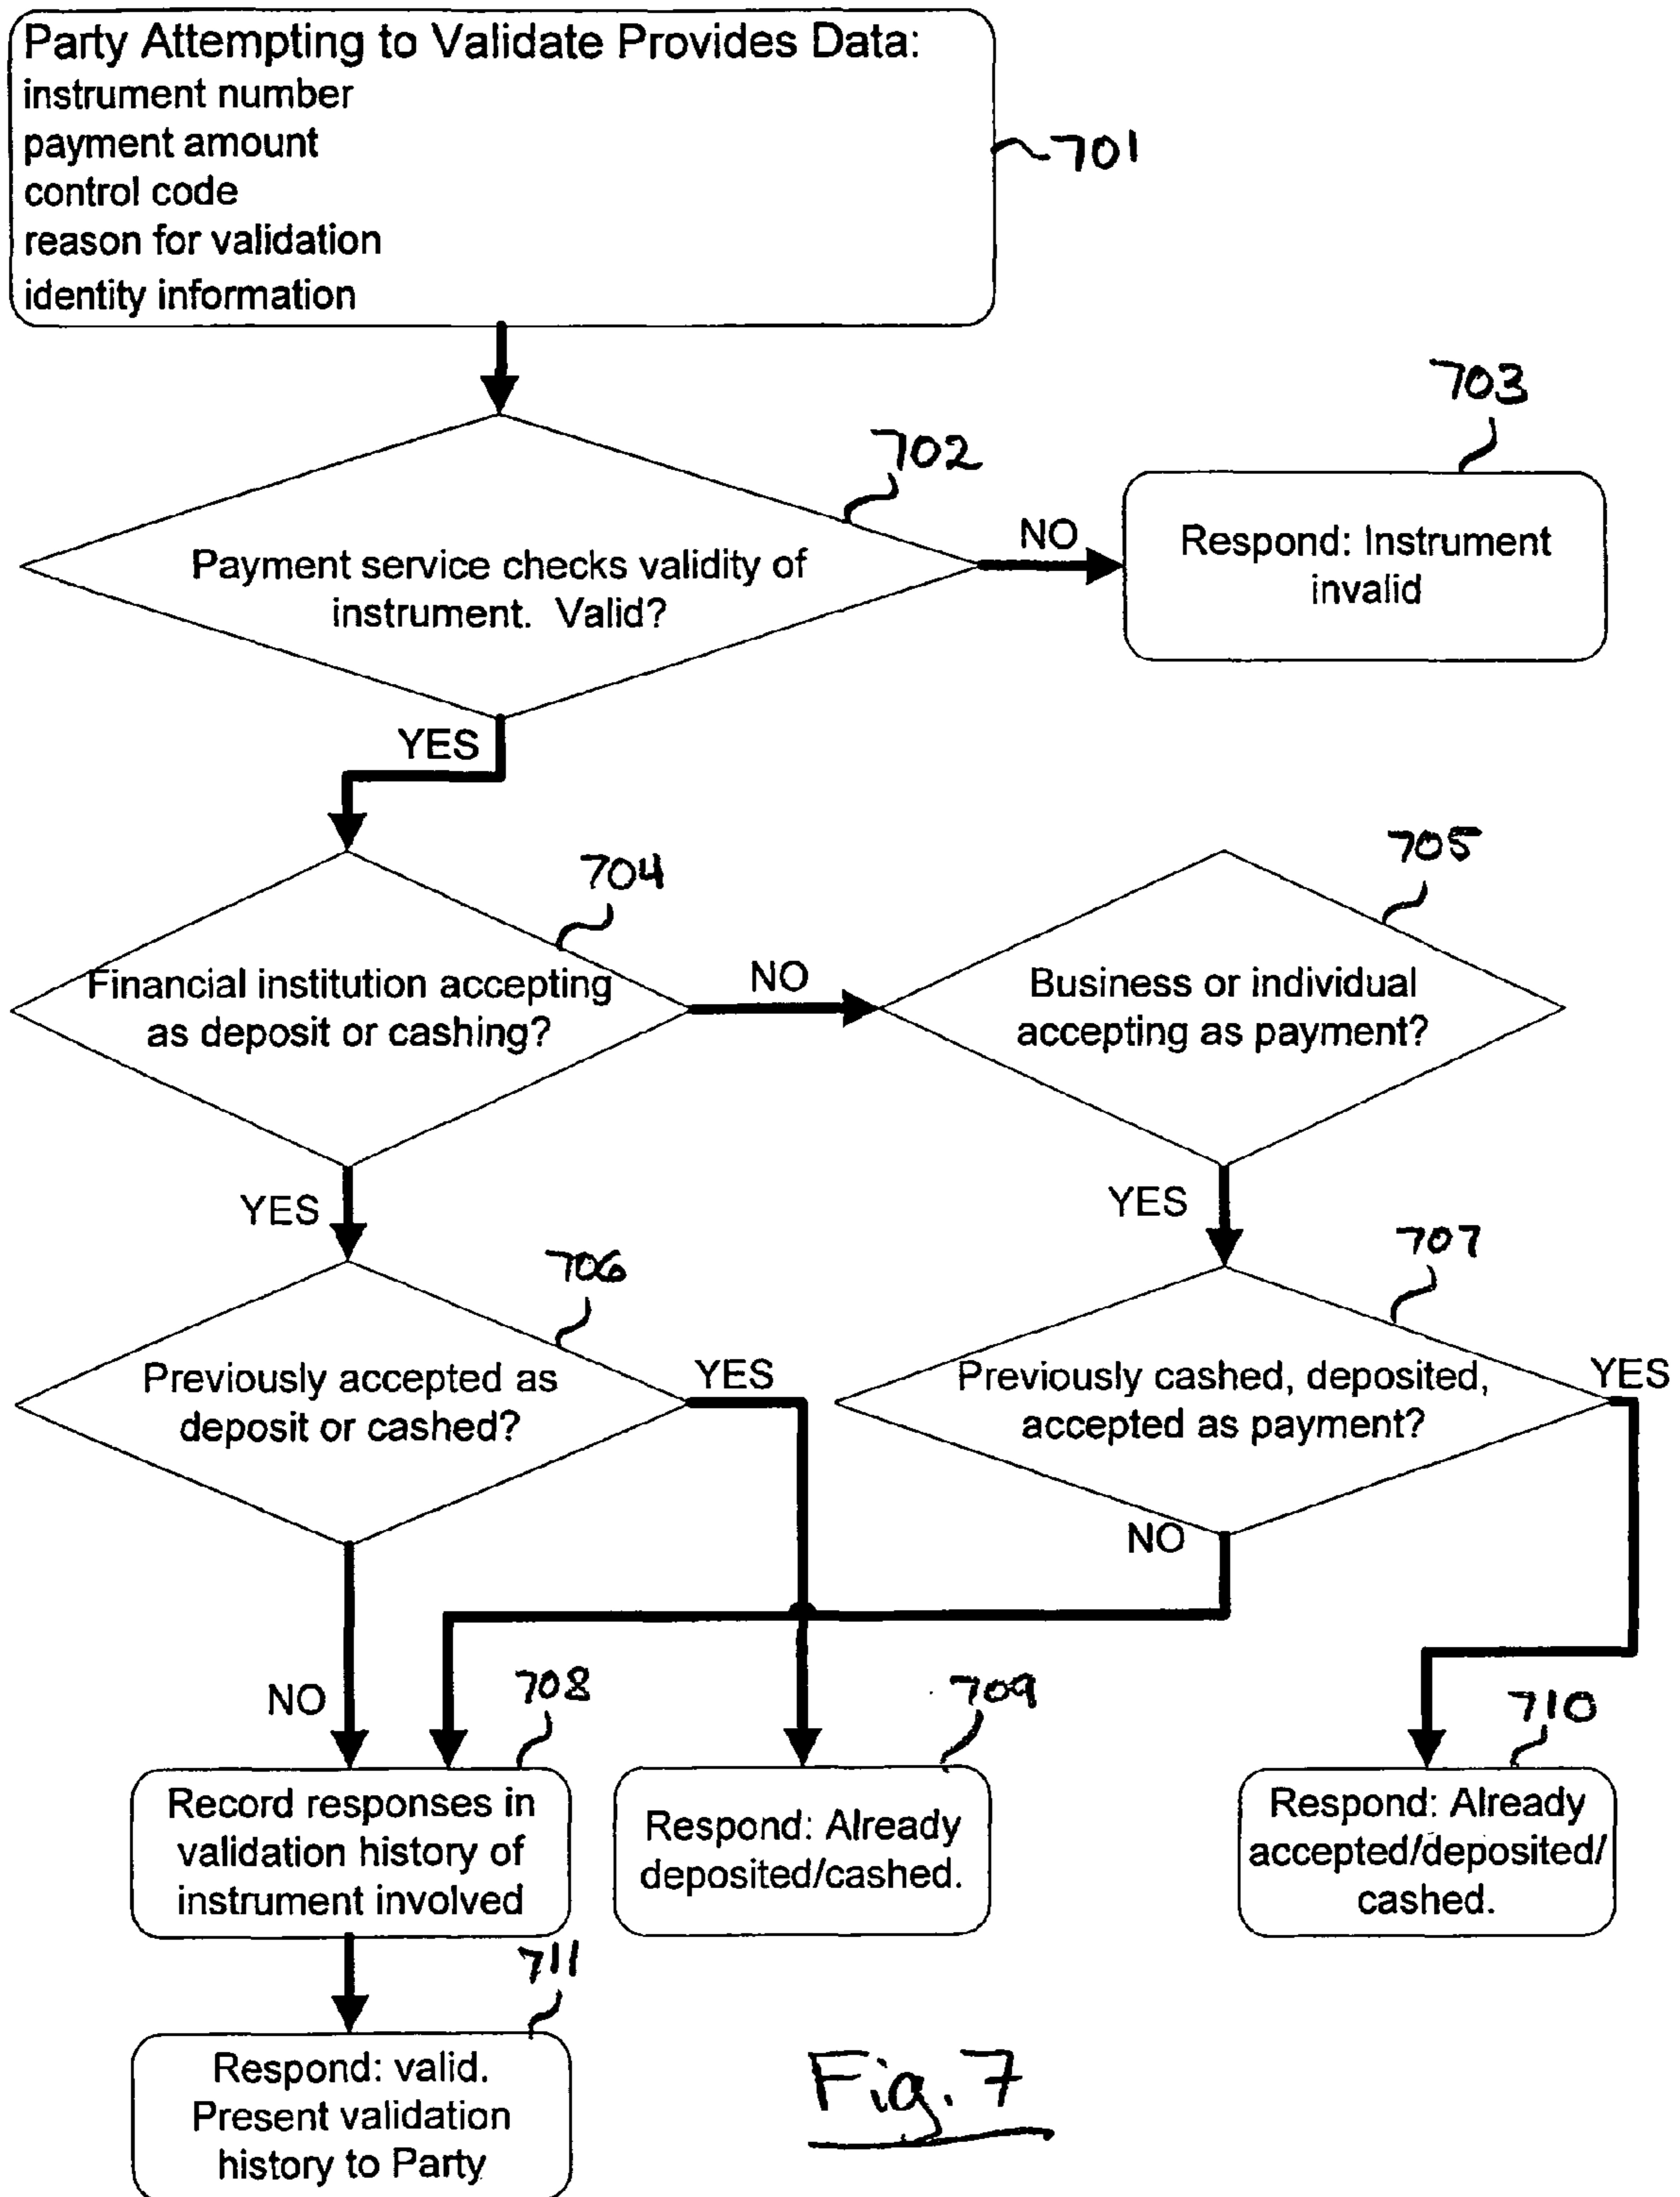 Party Attempting to Validate Provides Data:
instrument number
payment amount
control code
reason for validation
identity information
701
702
703
Payment service checks validity of
instrument.  Valid?
NO
Respond: Instrument
invalid
YES
704
705
Financial institution accepting
as deposit or cashing?
NO
Business or individual
accepting as payment?
YES
YES
706
707
Previously accepted as
deposit or cashed?
YES
Previously cashed, deposited,
accepted as payment?
YES
NO
NO
708
709
710
Record responses in
validation history of
instrument involved
Respond: Already
deposited/cashed.
Respond: Already
accepted/deposited/
cashed.
711
Respond: valid.
Present validation
history to Party
Fig. 7